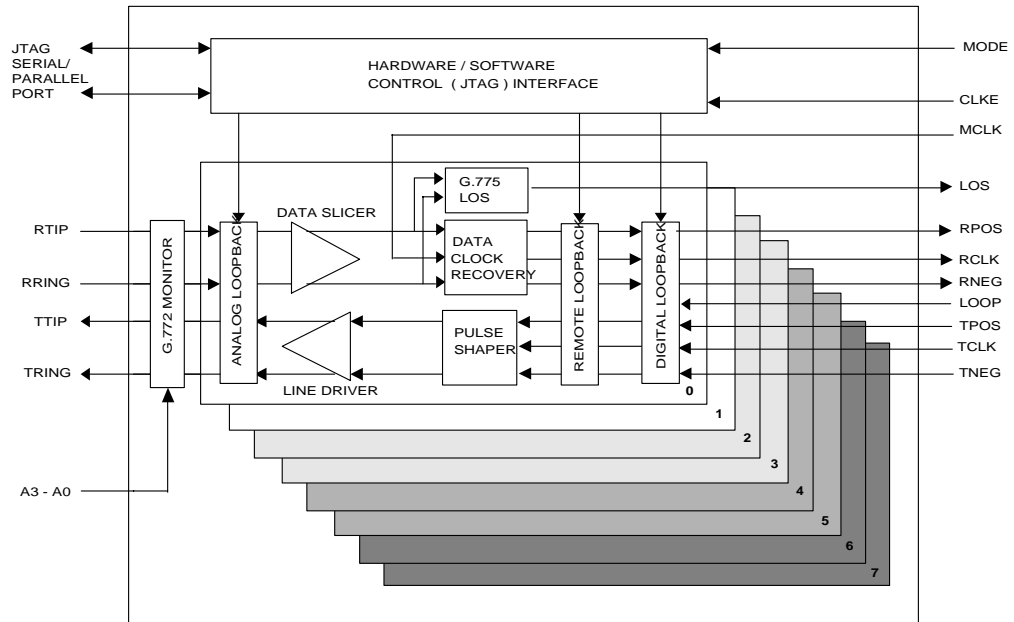 JTAG
SERIAL/
PARALLEL
PORT
HARDWARE / SOFTWARE
CONTROL ( JTAG ) INTERFACE
MODE
CLKE
MCLK
LOS
RPOS
RCLK
RNEG
LOOP
TPOS
TCLK
TNEG
RTIP
RRING
TTIP
TRING
A3 - A0
G.772 MONITOR
ANALOG LOOPBACK
DATA SLICER
LINE DRIVER
G.775
LOS
DATA
CLOCK
RECOVERY
PULSE
SHAPER
REMOTE LOOPBACK
DIGITAL LOOPBACK
0
1
2
3
4
5
6
7